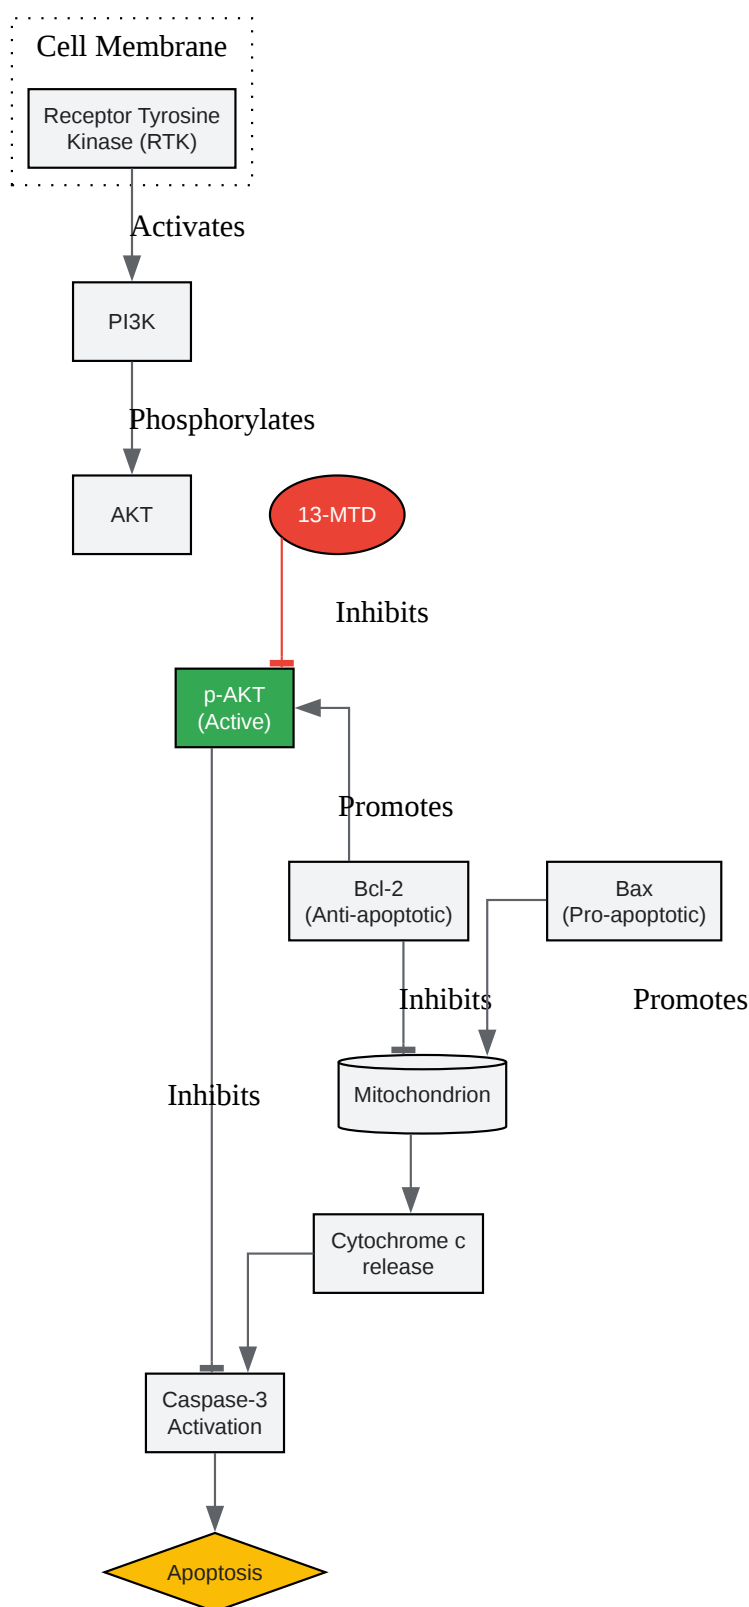 Cell Membrane
Receptor Tyrosine
Kinase (RTK)
Activates
PI3K
Phosphorylates
AKT
13-MTD
Inhibits
p-AKT
(Active)
Promotes
Bcl-2
(Anti-apoptotic)
Bax
(Pro-apoptotic)
Inhibits
Promotes
Mitochondrion
Inhibits
Cytochrome c
release
Caspase-3
Activation
Apoptosis